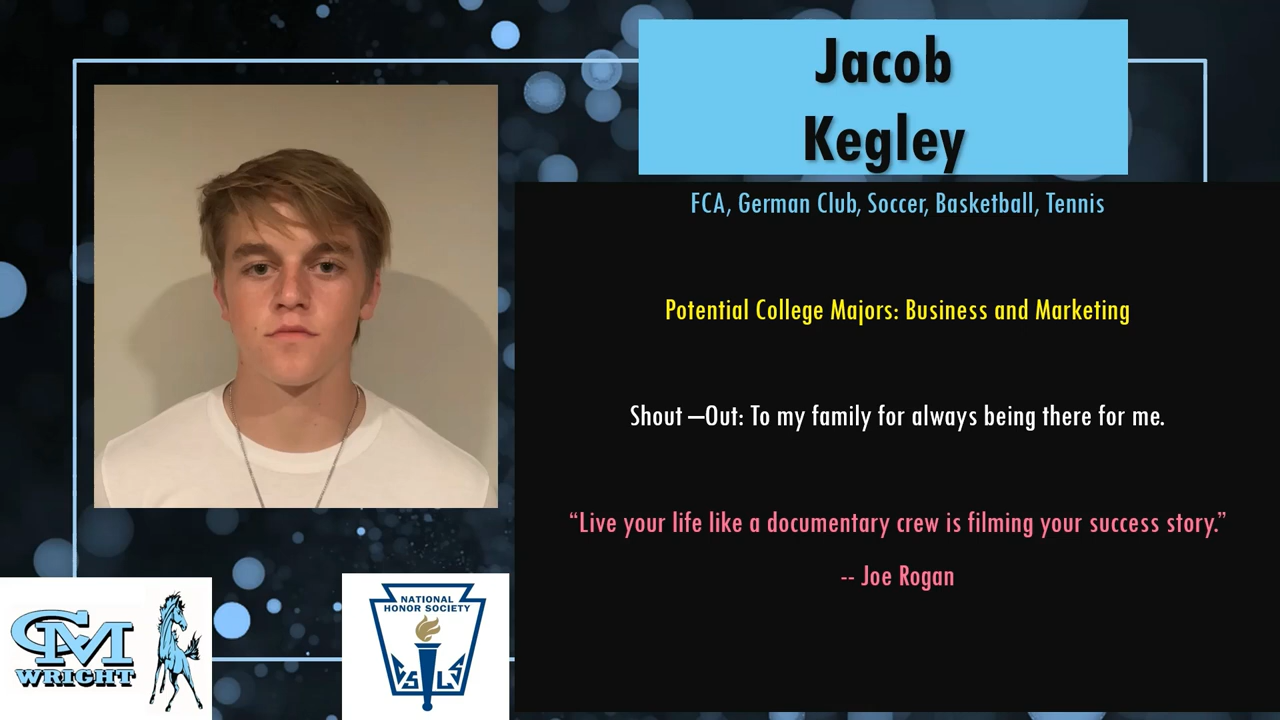 Jacob
Kegley
FCA, German Club, Soccer, Basketball, Tennis
Potential College Majors: Business and Marketing
Shout –Out: To my family for always being there for me.
“Live your life like a documentary crew is filming your success story.”
-- Joe Rogan
CM
WRIGHT
NATIONAL
HONOR SOCIETY
C S L S